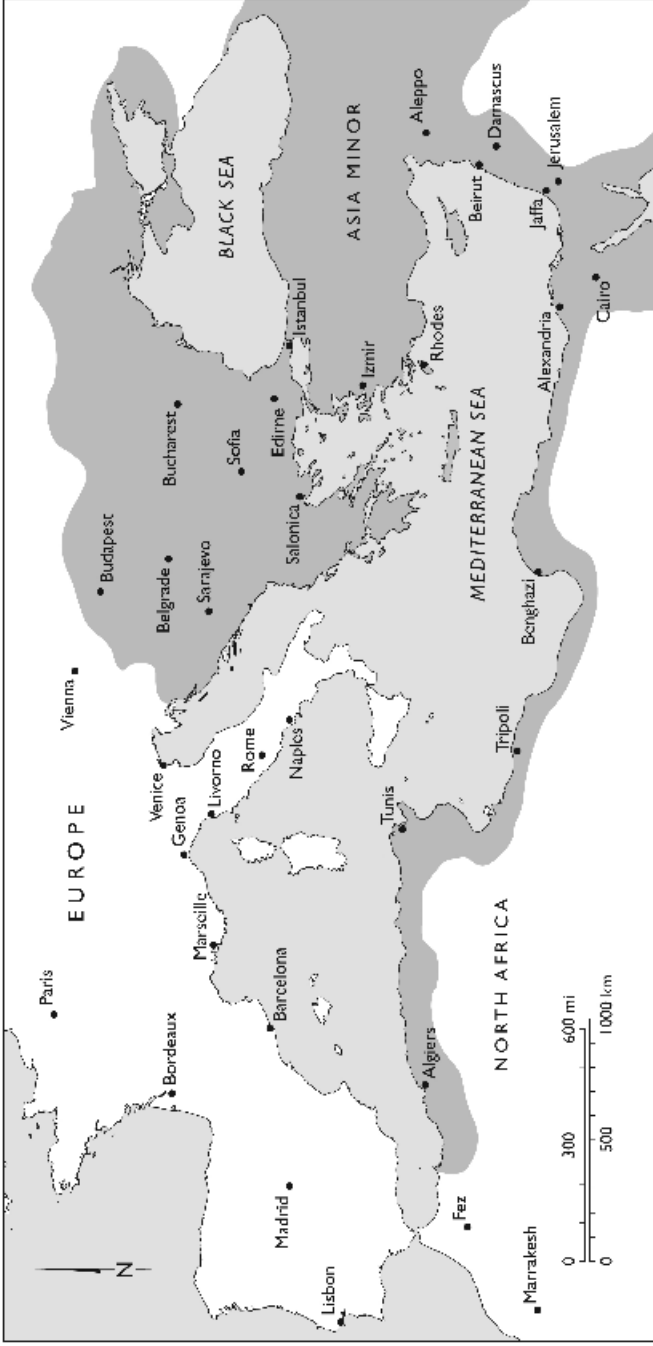 Paris
EUROPE
Vienna
Budapest
Bordeaux
Venice
Genoa
Belgrade
Bucharest
Marseille
Livorno
Sarajevo
Sofia
BLACK SEA
Madrid
Barcelona
Rome
Naples
Salonica
Edirne
Istanbul
Lisbon
Izmir
ASIA MINOR
Algiers
Tunis
Rhodes
Aleppo
Fez
MEDITERRANEAN SEA
Beirut
Damascus
Marrakesh
NORTH AFRICA
Tripoli
Benghazi
Alexandria
Jaffa
Jerusalem
Cairo
N
0 300 600 mi
0 500 1000 km